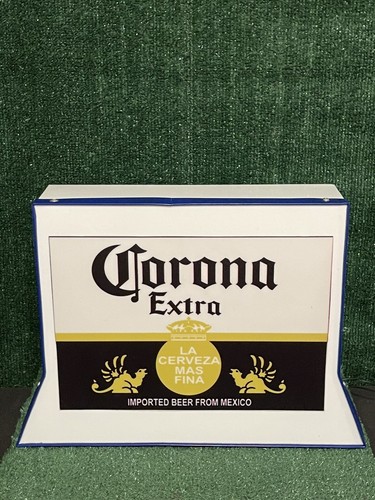 Corona
Extra
LA
CERVEZA
MAS
FINA
IMPORTED BEER FROM MEXICO